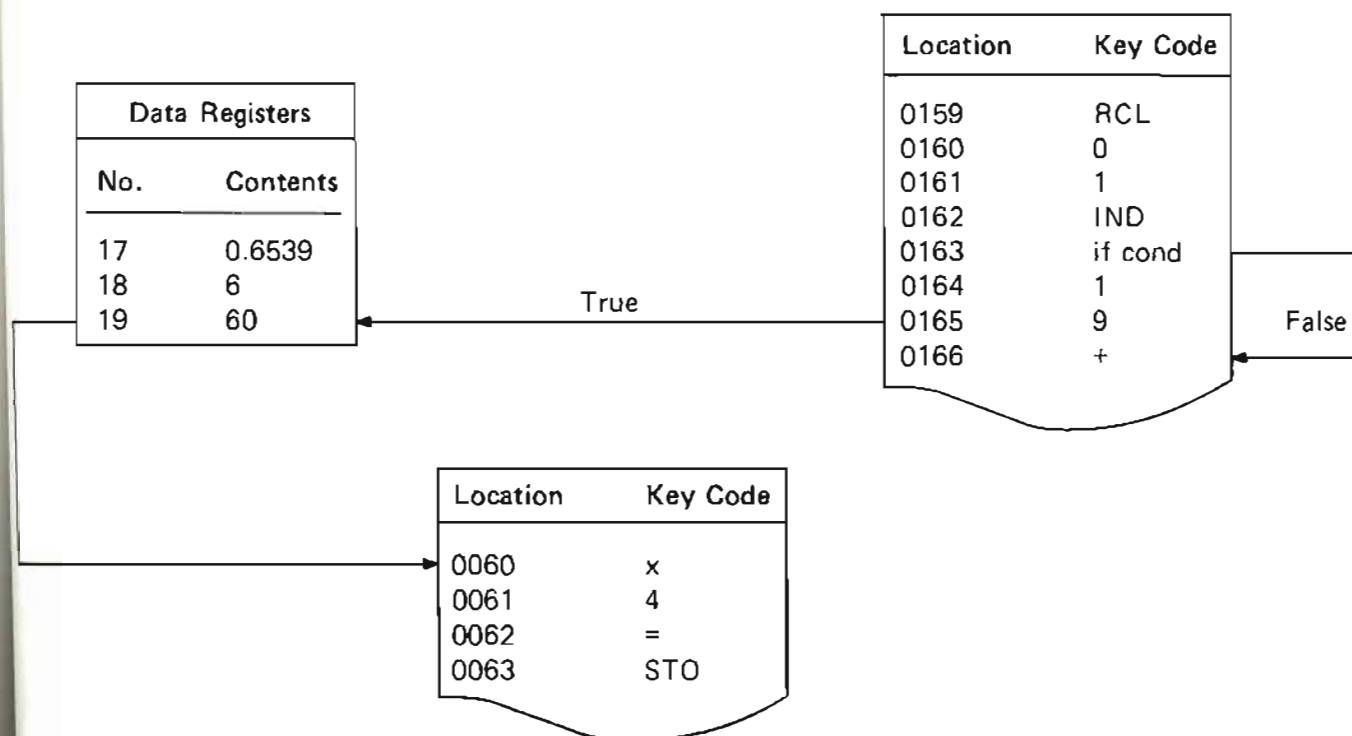 Data Registers
No. Contents
17 0.6539
18 6
19 60
True
Location Key Code
0159 RCL
0160 0
0161 1
0162 IND
0163 if cond
0164 1
0165 9
0166 +
False
Location Key Code
0060 x
0061 4
0062 =
0063 STO